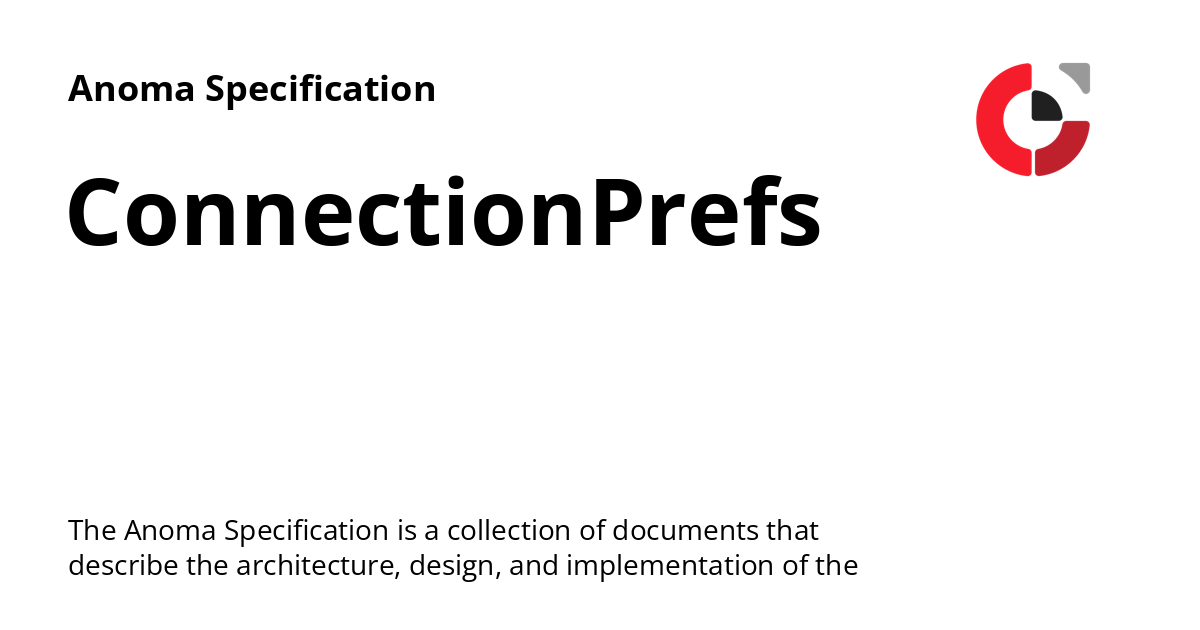 Anoma Specification
ConnectionPrefs
The Anoma Specification is a collection of documents that
describe the architecture, design, and implementation of the